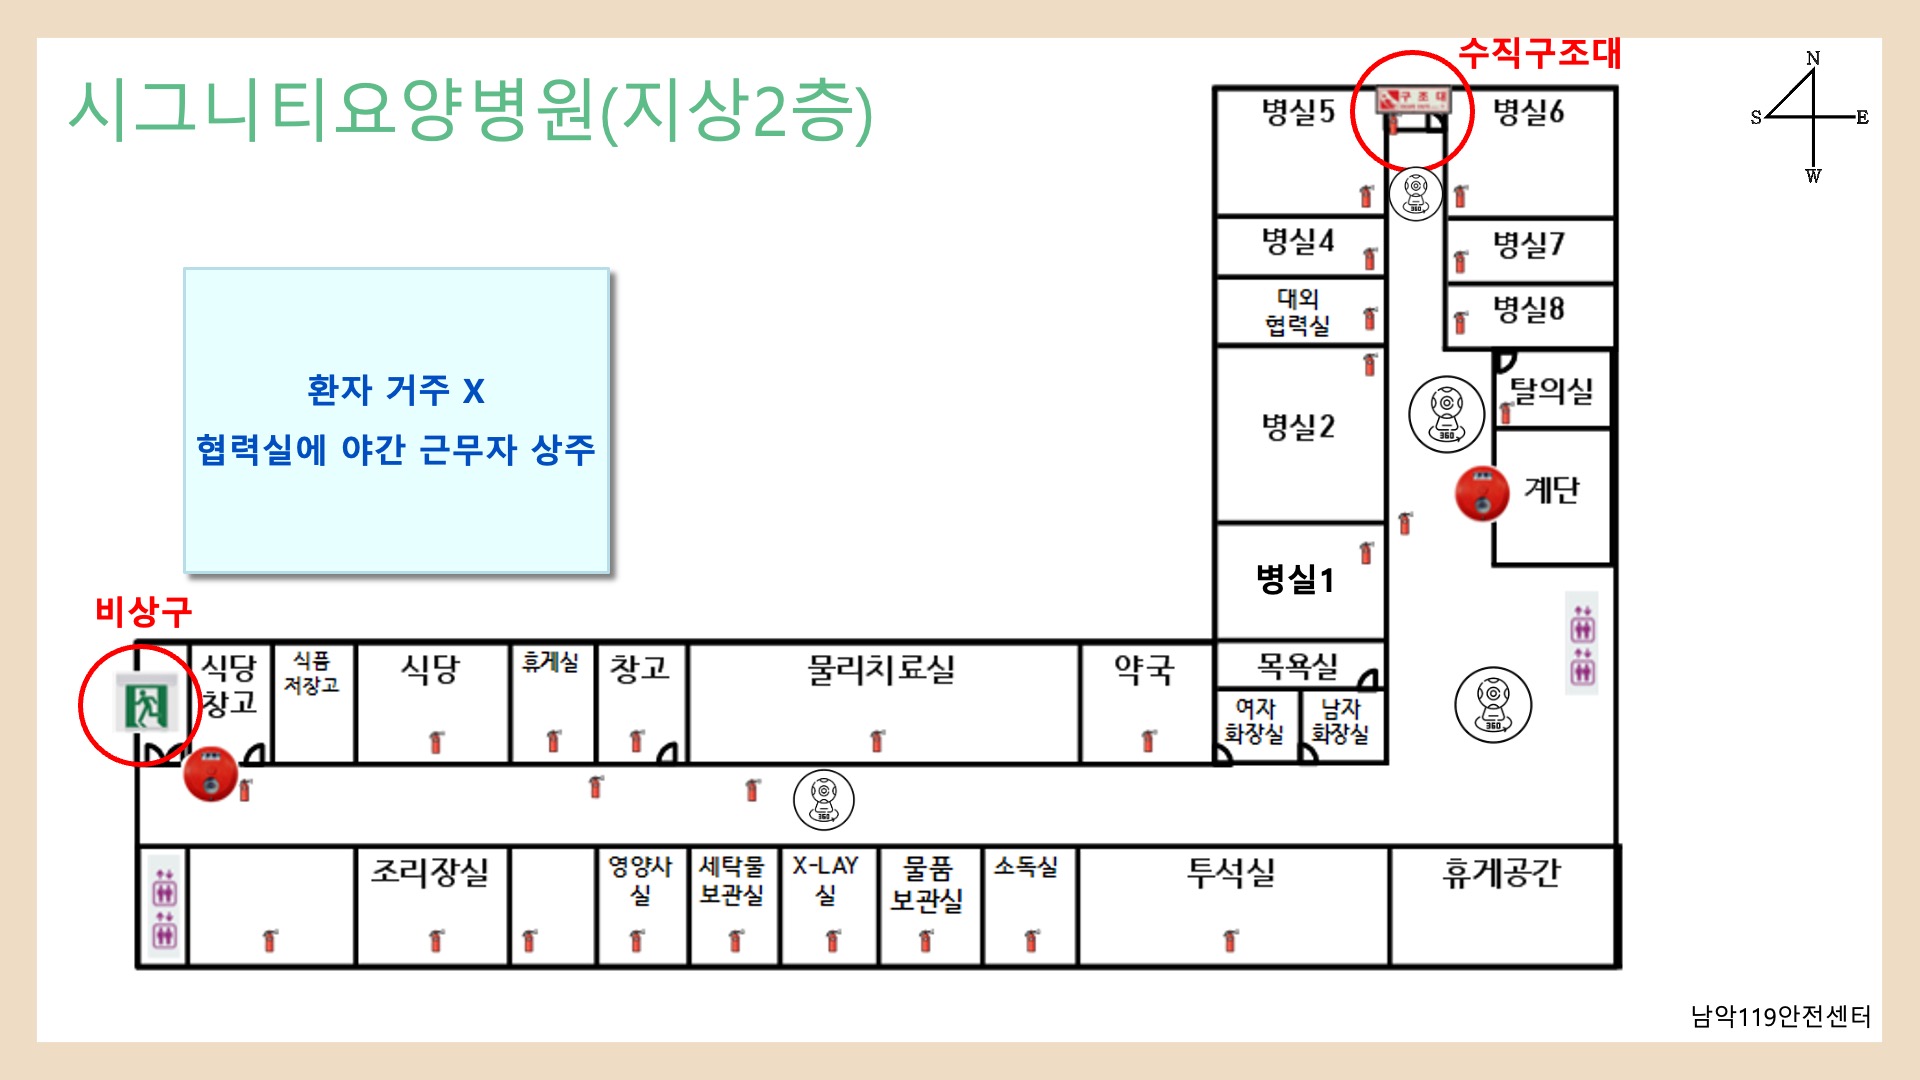 시그니티요양병원(지상2층)
수직구조대
N
S
E
W
구 조 대
병실5
병실6
병실4
병실7
대외
협력실
병실8
병실2
탈의실
계단
병실1
환자 거주 X
협력실에 야간 근무자 상주
비상구
식당
창고
식품
저장고
식당
휴게실
창고
물리치료실
약국
목욕실
여자
화장실
남자
화장실
360
360
360
360
조리장실
영양사
실
세탁물
보관실
X-LAY
실
물품
보관실
소독실
투석실
휴게공간
남악119안전센터